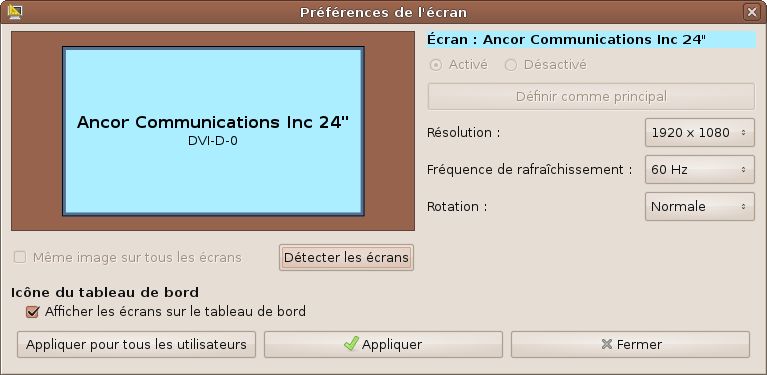 Préférences de l'écran
Ancor Communications Inc 24"
DVI-D-0
Même image sur tous les écrans
Détecter les écrans
Icône du tableau de bord
Afficher les écrans sur le tableau de bord
Écran : Ancor Communications Inc 24"
Activé Désactivé
Définir comme principal
Résolution : 1920 x 1080
Fréquence de rafraîchissement : 60 Hz
Rotation : Normale
Appliquer pour tous les utilisateurs
Appliquer
Fermer